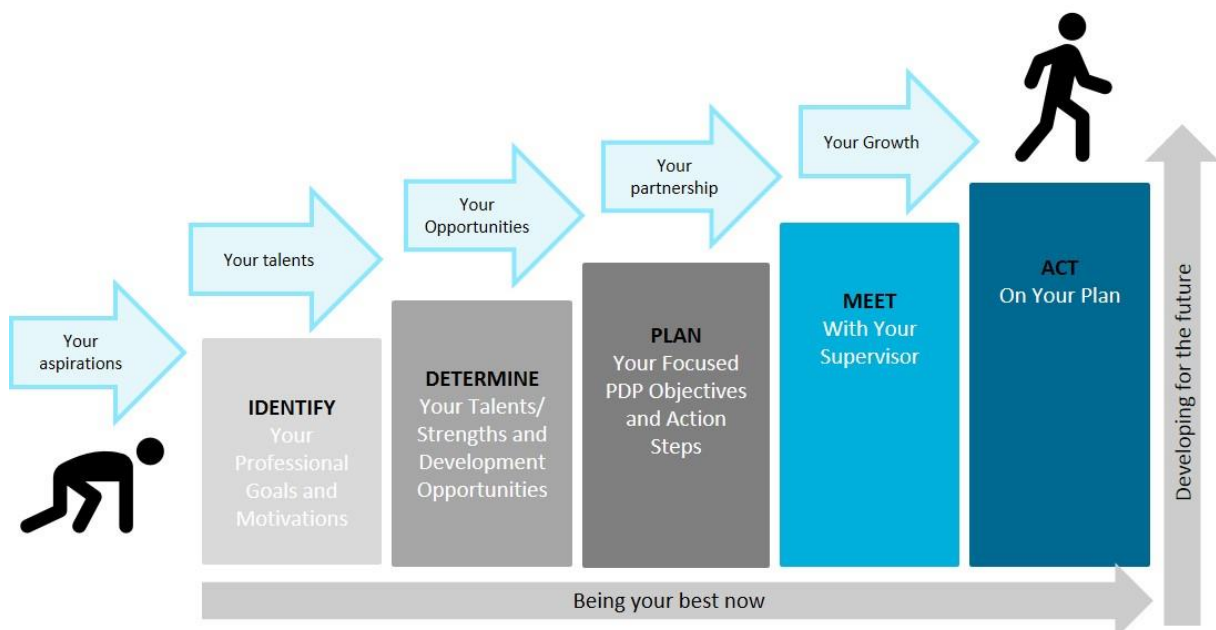 Your
aspirations
Your talents
Your
Opportunities
Your
partnership
Your Growth
IDENTIFY
Your
Professional
Goals and
Motivations
DETERMINE
Your Talents/
Strengths and
Development
Opportunities
PLAN
Your Focused
PDP Objectives
and Action
Steps
MEET
With Your
Supervisor
ACT
On Your Plan
Being your best now
Developing for the future